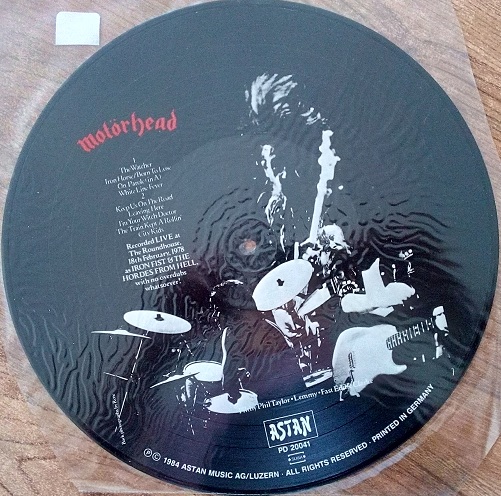 motörhead
1
The Watcher
Iron Horse/Born To Lose
On Parole (in A)
White Line Fever
2
Keep Us On The Road
Leaving Here
I'm Your Witch Doctor
The Train Kept A Rollin'
City Kids
Recorded LIVE at
The Roundhouse,
18th February, 1978
as IRON FIST & THE
HORDES FROM HELL,
with no overdubs
whatsoever!
Phil Taylor • Lemmy • Fast Eddie
ASTAN
PD 20041
Ⓟ © 1984 ASTAN MUSIC AG/LUZERN · ALL RIGHTS RESERVED · PRINTED IN GERMANY